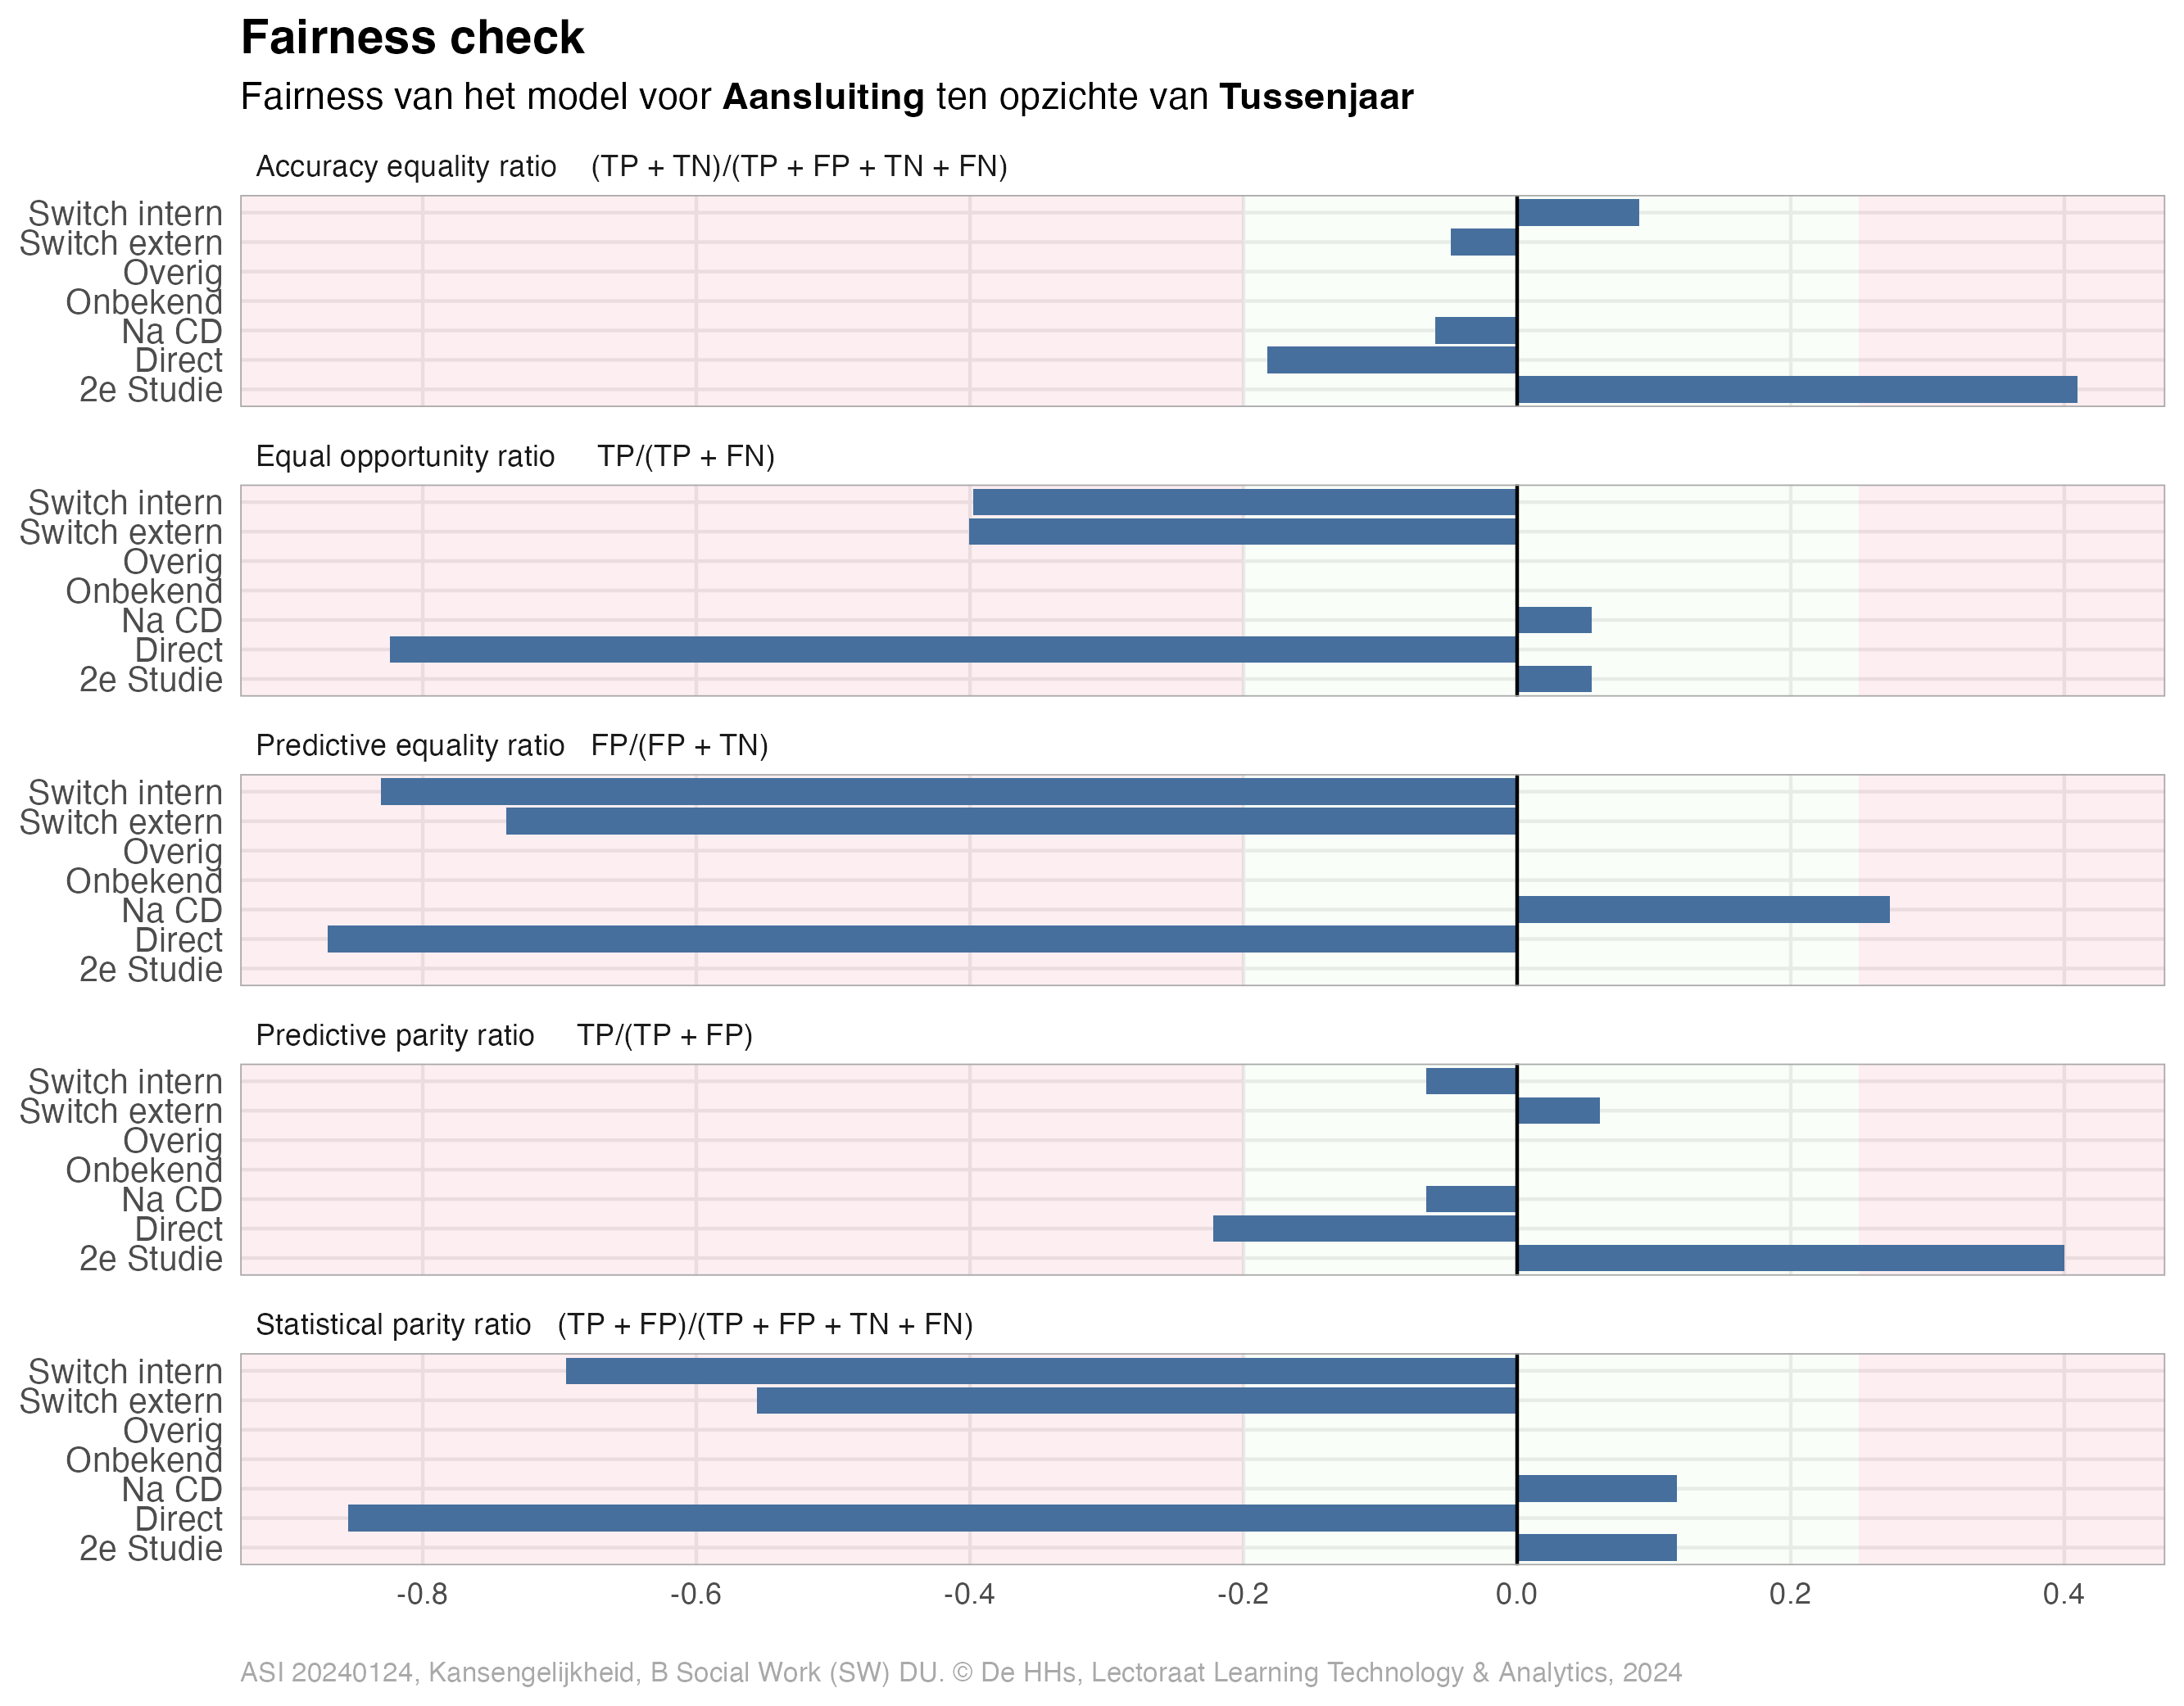 Fairness check
Fairness van het model voor Aansluiting ten opzichte van Tussenjaar
Accuracy equality ratio (TP + TN)/(TP + FP + TN + FN)
Switch intern
Switch extern
Overig
Onbekend
Na CD
Direct
2e Studie
Equal opportunity ratio TP/(TP + FN)
Switch intern
Switch extern
Overig
Onbekend
Na CD
Direct
2e Studie
Predictive equality ratio FP/(FP + TN)
Switch intern
Switch extern
Overig
Onbekend
Na CD
Direct
2e Studie
Predictive parity ratio TP/(TP + FP)
Switch intern
Switch extern
Overig
Onbekend
Na CD
Direct
2e Studie
Statistical parity ratio (TP + FP)/(TP + FP + TN + FN)
Switch intern
Switch extern
Overig
Onbekend
Na CD
Direct
2e Studie
-0.8 -0.6 -0.4 -0.2 0.0 0.2 0.4
ASI 20240124, Kansengelijkheid, B Social Work (SW) DU. © De HHs, Lectoraat Learning Technology & Analytics, 2024